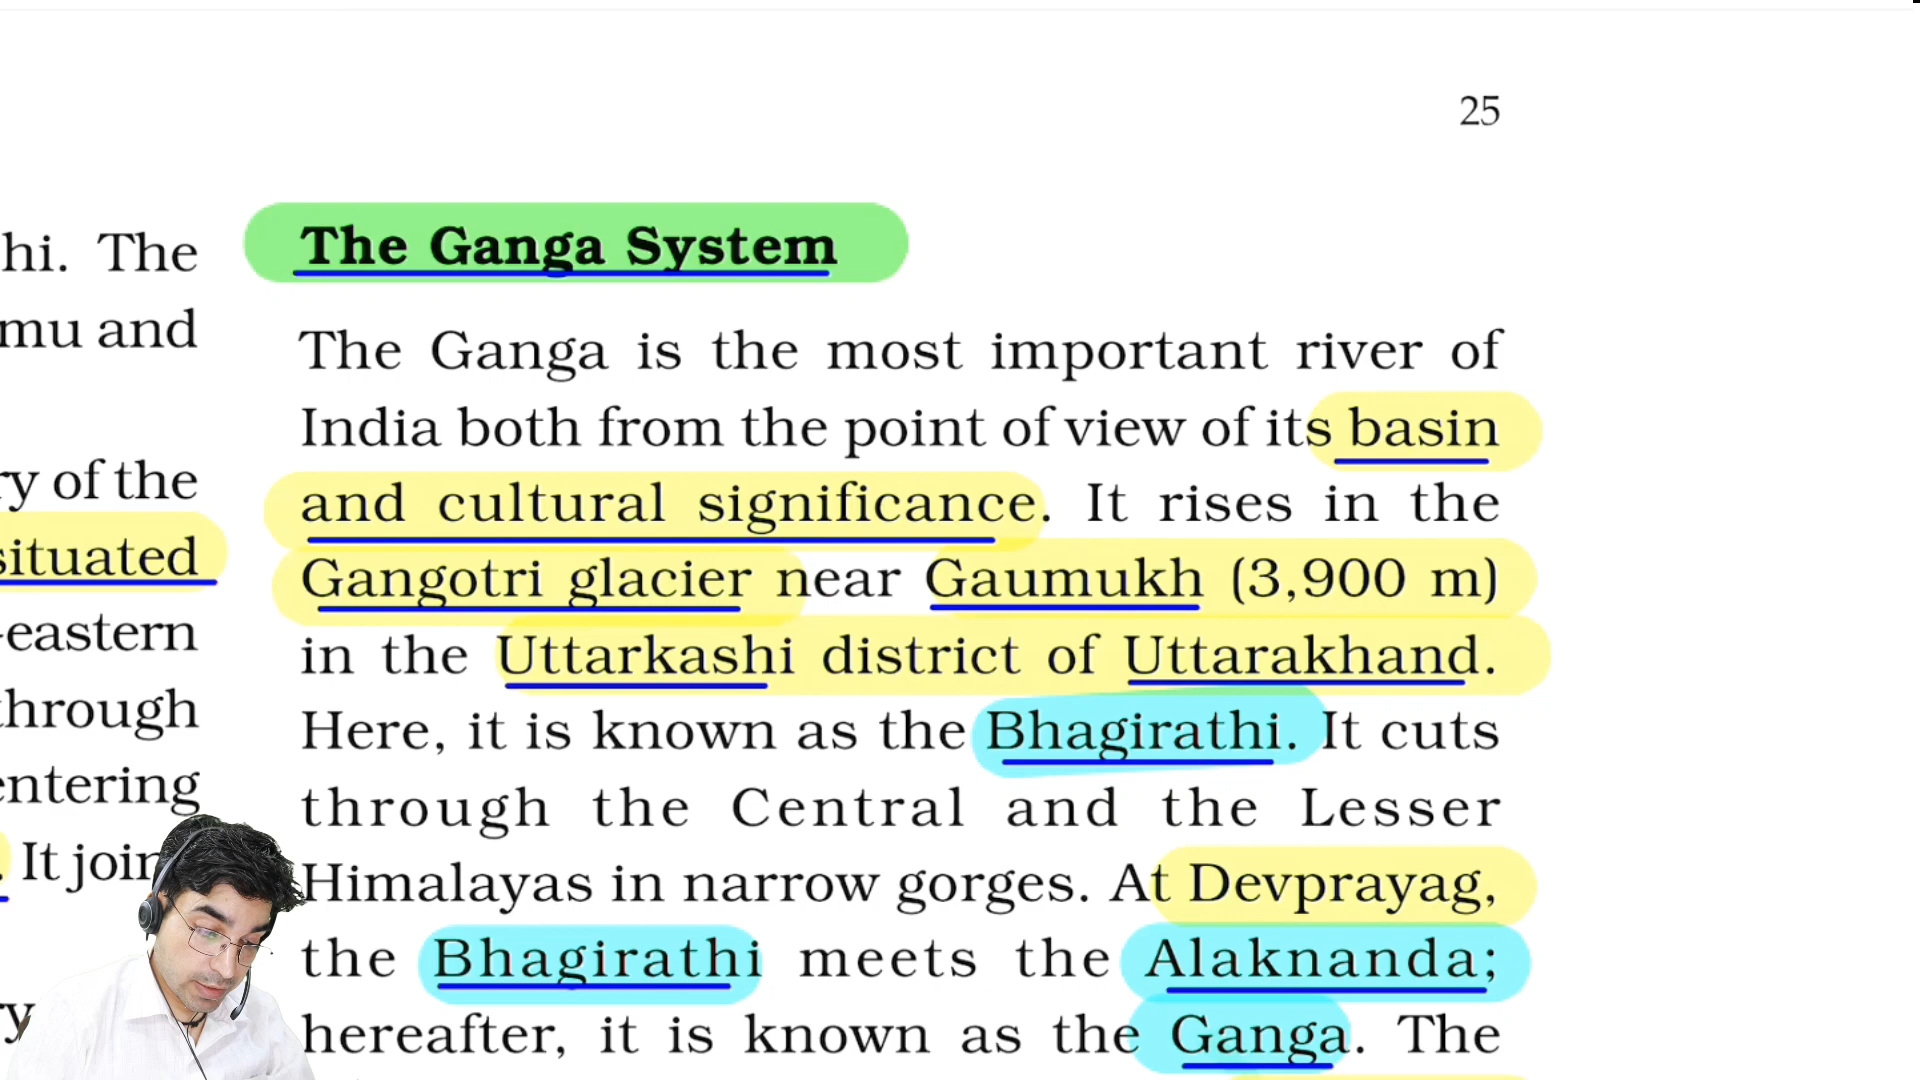 25
hi. The
mu and
ry of the
situated
-eastern
through
entering
. It join
The Ganga System
The Ganga is the most important river of
India both from the point of view of its basin
and cultural significance. It rises in the
Gangotri glacier near Gaumukh (3,900 m)
in the Uttarkashi district of Uttarakhand.
Here, it is known as the Bhagirathi. It cuts
through the Central and the Lesser
Himalayas in narrow gorges. At Devprayag,
the Bhagirathi meets the Alaknanda;
hereafter, it is known as the Ganga. The